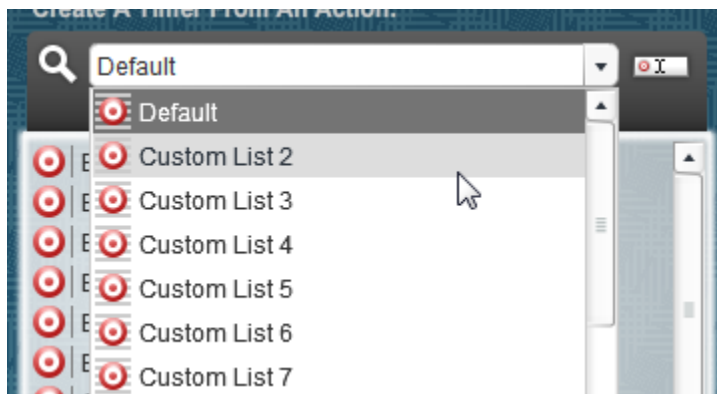 Create A Timer From An Action:
Default
Default
Custom List 2
Custom List 3
Custom List 4
Custom List 5
Custom List 6
Custom List 7